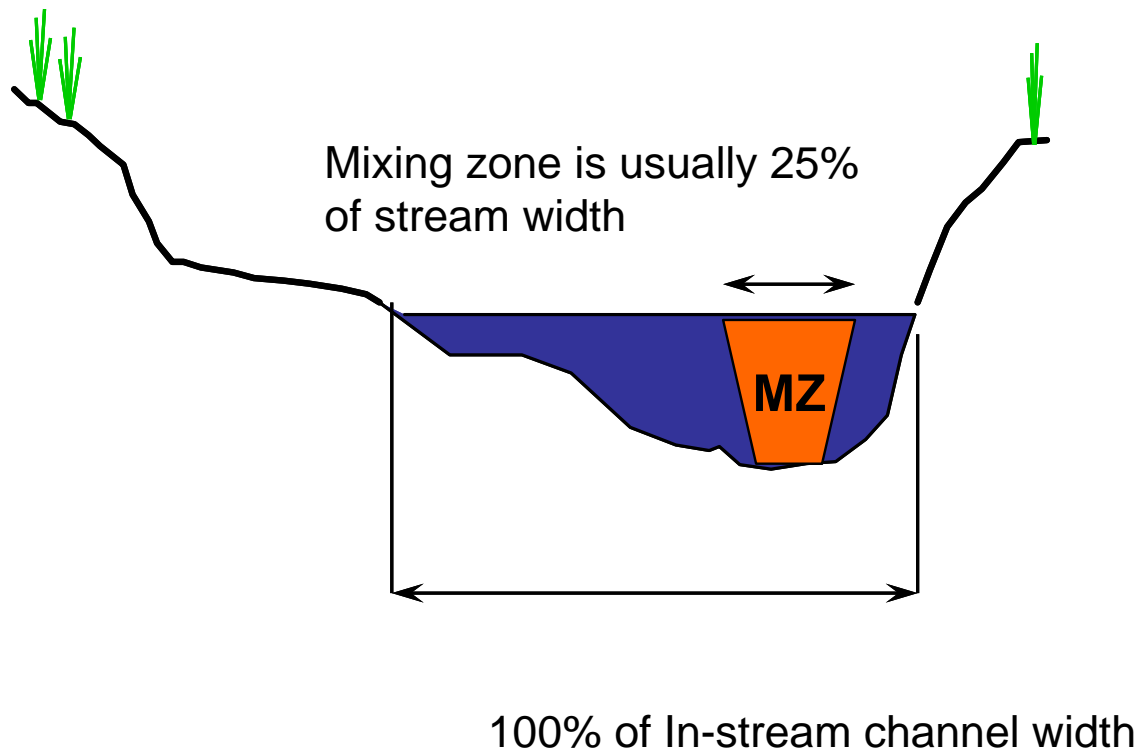 Mixing zone is usually 25%
of stream width
MZ
100% of In-stream channel width